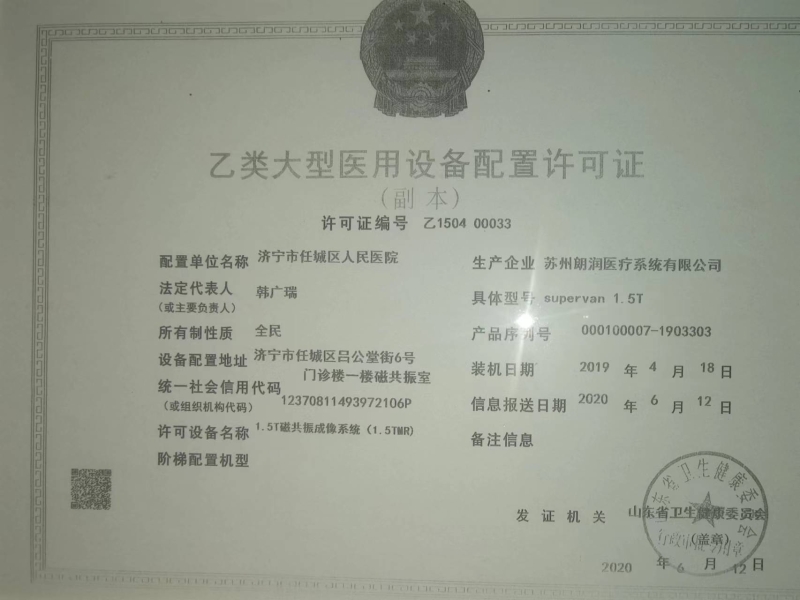 乙类大型医用设备配置许可证
(副本)
许可证编号 乙1504 00033
配置单位名称 济宁市任城区人民医院
法定代表人 韩广瑞
(或主要负责人)
所有制性质 全民
设备配置地址 济宁市任城区吕公堂街6号
门诊楼一楼磁共振室
统一社会信用代码
(或组织机构代码) 12370811493972106P
许可设备名称 1.5T磁共振成像系统(1.5TMR)
阶梯配置机型
生产企业 苏州朗润医疗系统有限公司
具体型号 supervan 1.5T
产品序列号 000100007-1903303
装机日期 2019 年 4 月 18 日
信息报送日期 2020 年 6 月 12 日
备注信息
发证机关 山东省卫生健康委员会
(盖章)
山东省卫生健康委员会
2020 年 6 月 12 日